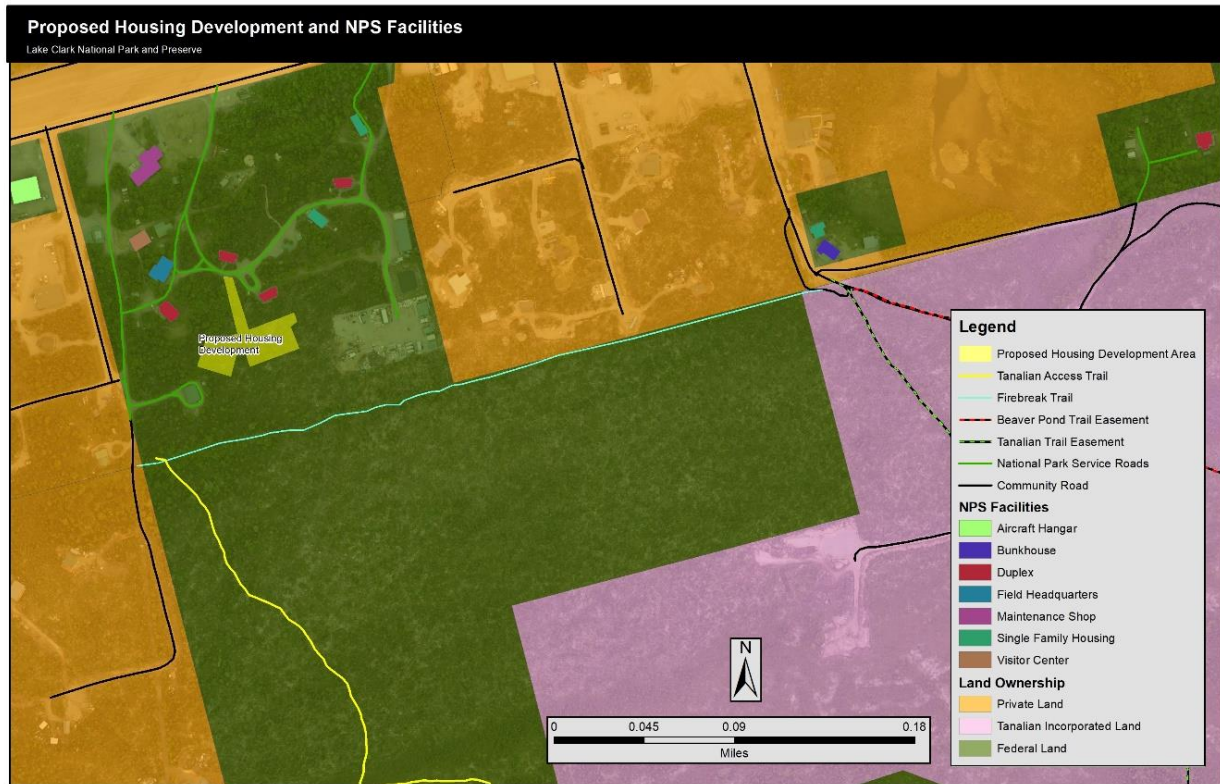 Proposed Housing Development and NPS Facilities
Lake Clark National Park and Preserve
Proposed Housing
Development
Legend
Proposed Housing Development Area
Tanalian Access Trail
Firebreak Trail
Beaver Pond Trail Easement
Tanalian Trail Easement
National Park Service Roads
Community Road
NPS Facilities
Aircraft Hangar
Bunkhouse
Duplex
Field Headquarters
Maintenance Shop
Single Family Housing
Visitor Center
Land Ownership
Private Land
Tanalian Incorporated Land
Federal Land
N
0 0.045 0.09 0.18
Miles